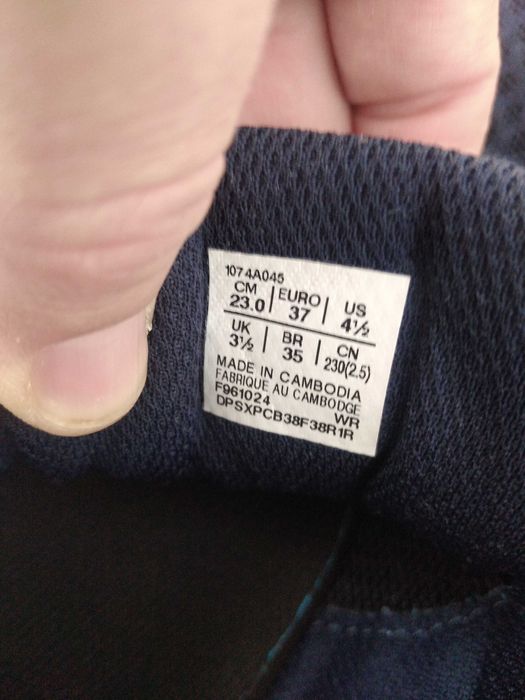 1074A045
CM 23.0 | EURO 37 | US 4½
UK 3½ | BR 35 | CN 230(2.5)
MADE IN CAMBODIA
FABRIQUE AU CAMBODGE
F961024 WR
DPSXPCB38F38R1R